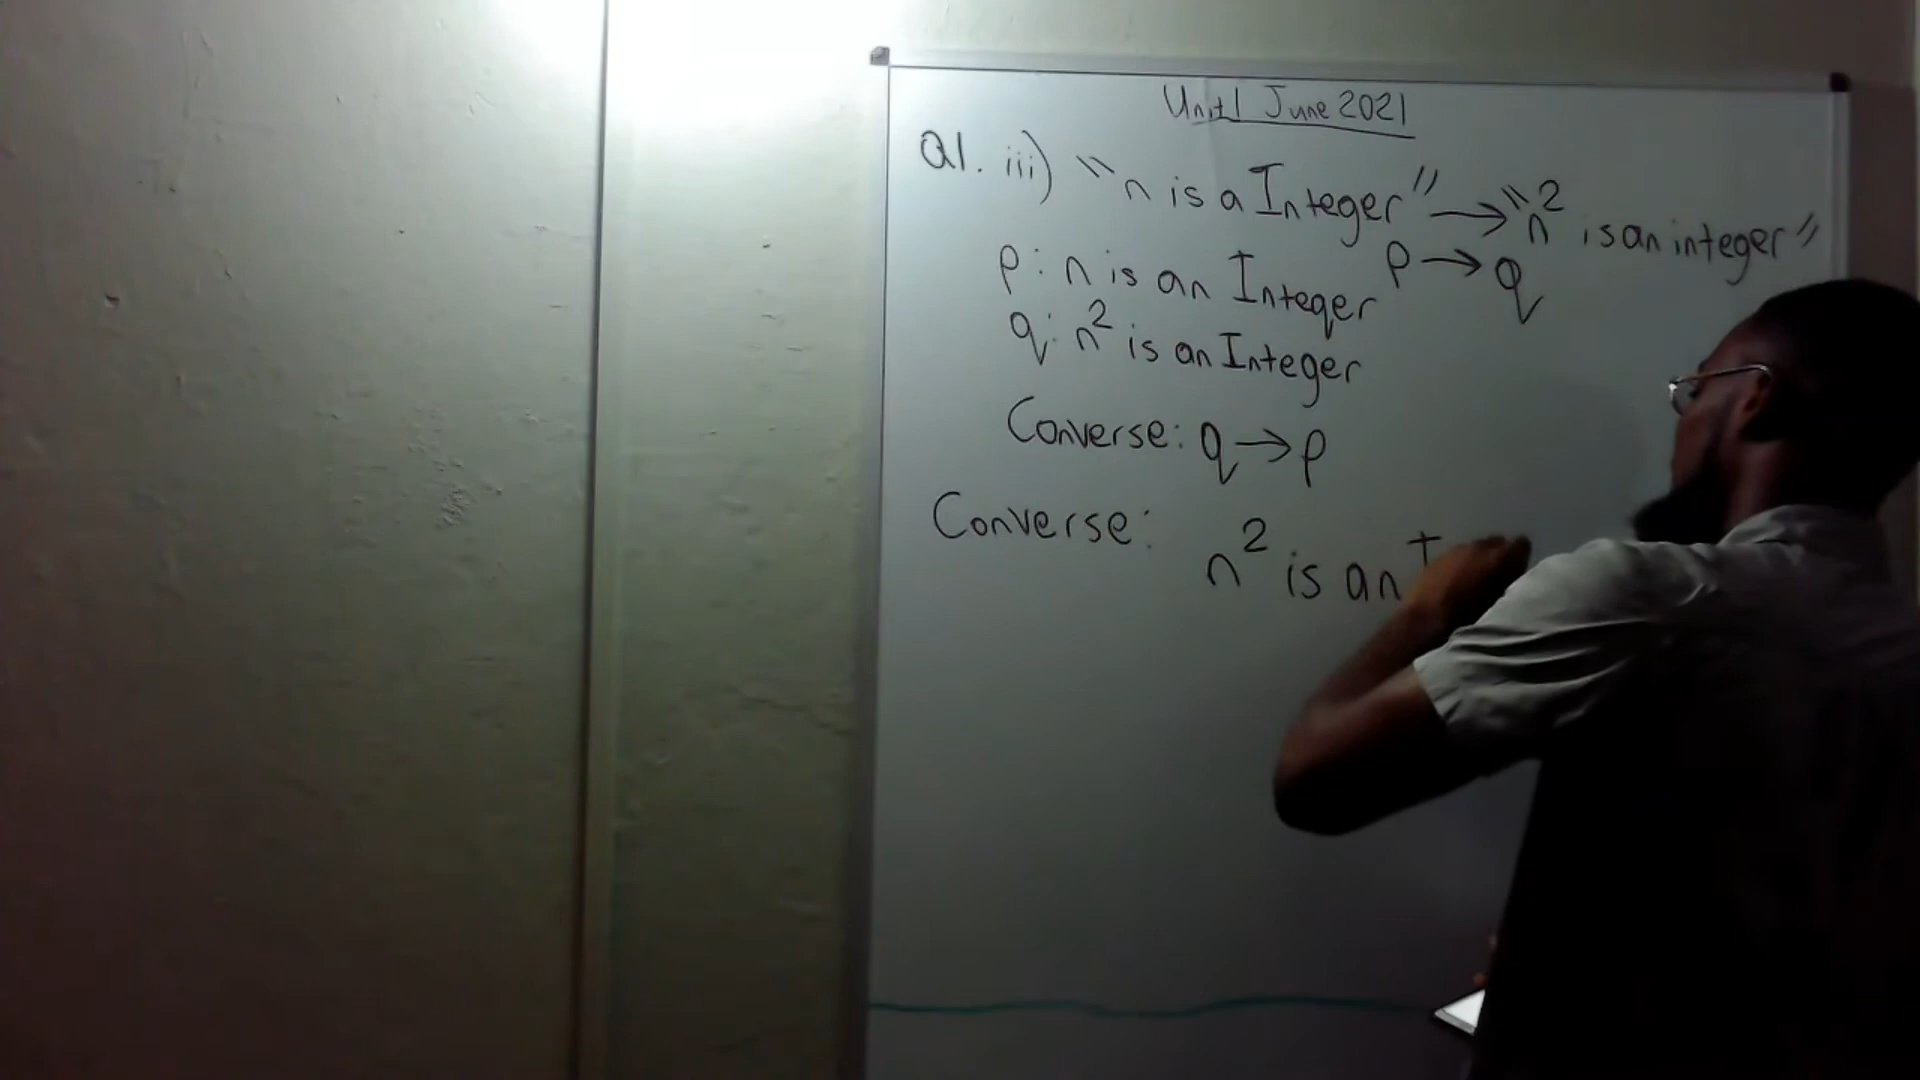 Unit 1 June 2021
Q1. iii) "n is a Integer" → "n² is an integer"
p → q
p: n is an Integer
q: n² is an Integer
Converse: q → p
Converse: n² is an